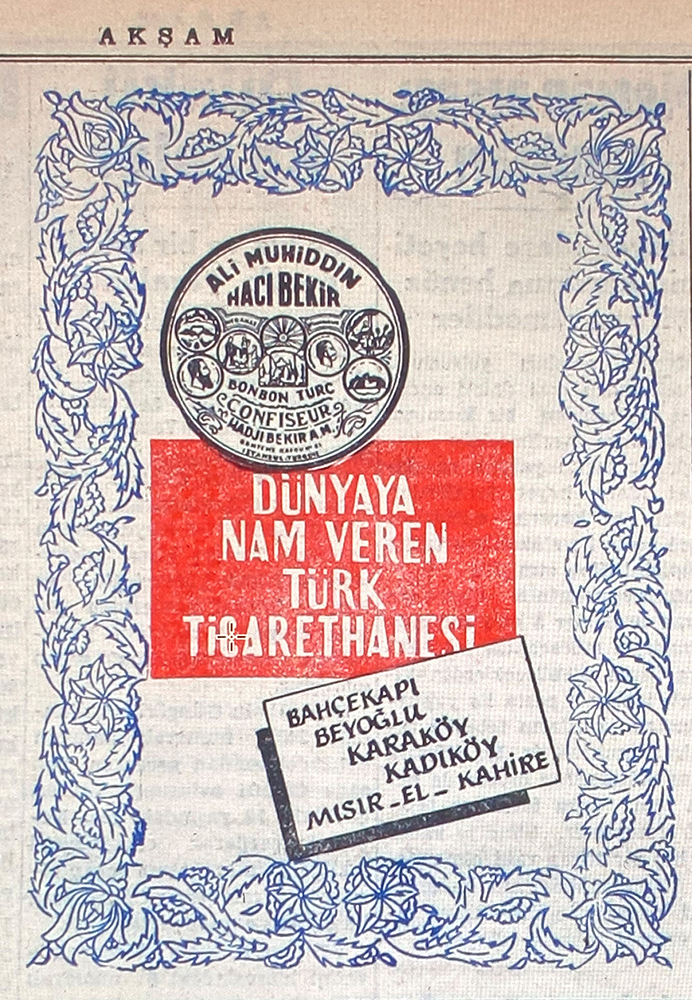 AKŞAM
ALİ MUHİDDİN
HACI BEKİR
BONBON TURC
CONFISEUR
HADJI BEKIR A.M.
DÜNYAYA
NAM VEREN
TÜRK
TİCARETHANESİ
BAHÇEKAPI
BEYOĞLU
KARAKÖY
KADIKÖY
MISIR - EL - KAHİRE